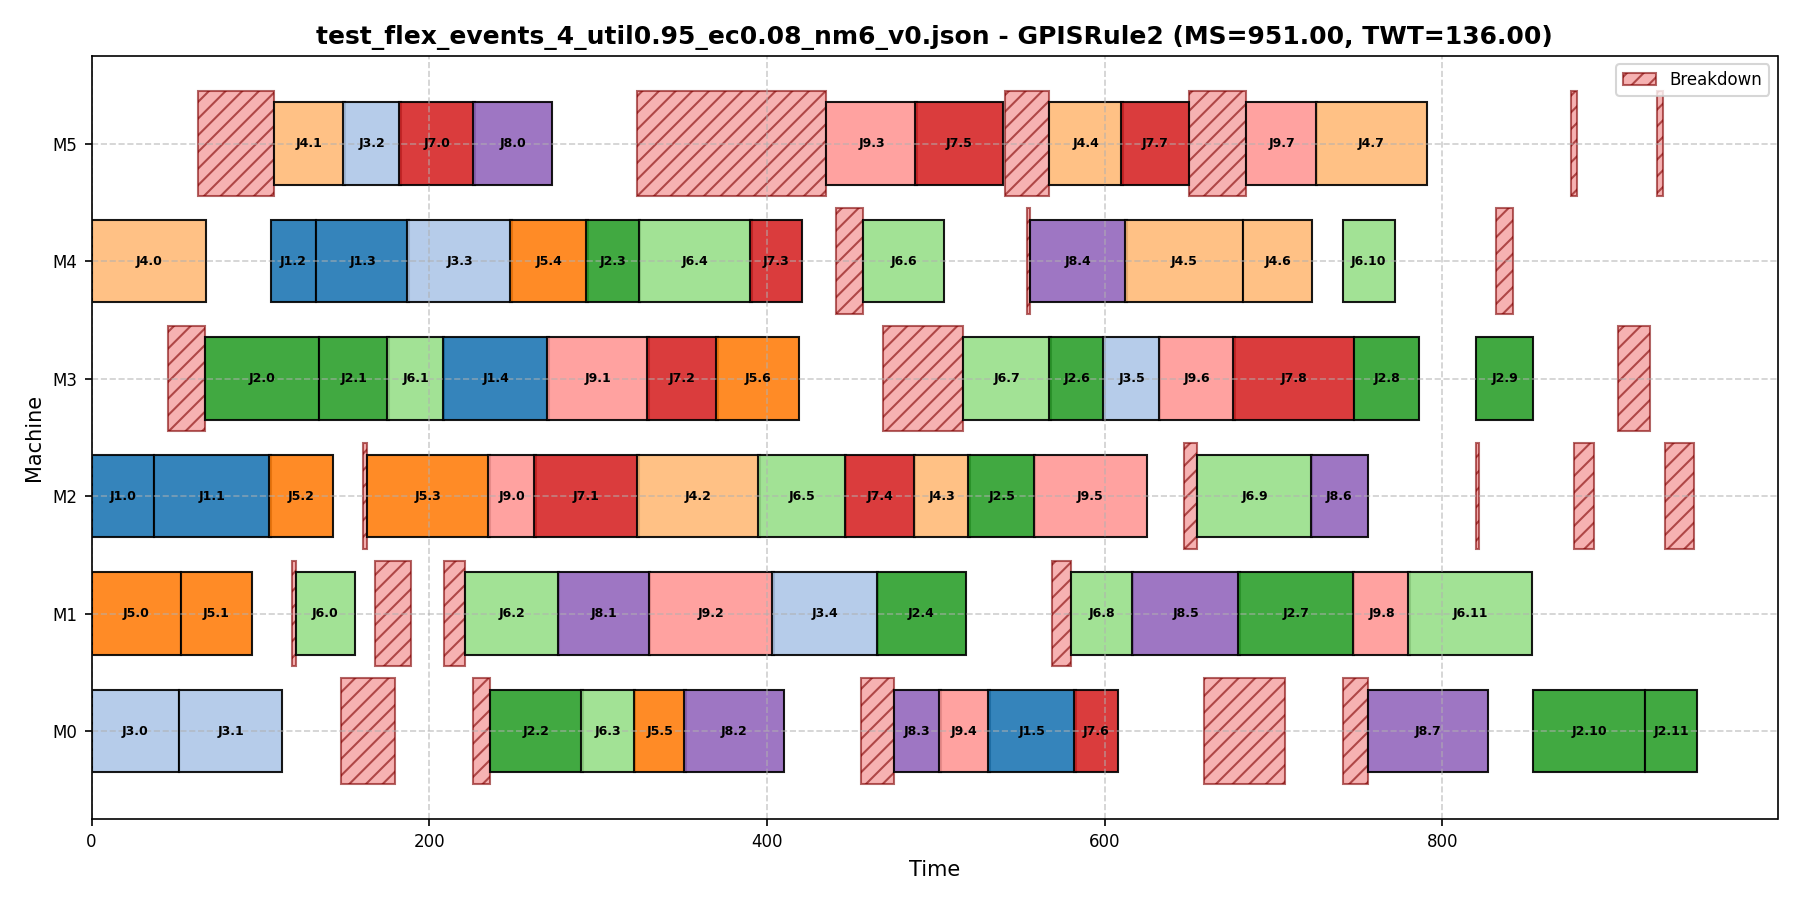 test_flex_events_4_util0.95_ec0.08_nm6_v0.json - GPISRule2 (MS=951.00, TWT=136.00)
Breakdown
M5
J4.1 J3.2 J7.0 J8.0 J9.3 J7.5 J4.4 J7.7 J9.7 J4.7
M4
J4.0 J1.2 J1.3 J3.3 J5.4 J2.3 J6.4 J7.3 J6.6 J8.4 J4.5 J4.6 J6.10
M3
J2.0 J2.1 J6.1 J1.4 J9.1 J7.2 J5.6 J6.7 J2.6 J3.5 J9.6 J7.8 J2.8 J2.9
M2
J1.0 J1.1 J5.2 J5.3 J9.0 J7.1 J4.2 J6.5 J7.4 J4.3 J2.5 J9.5 J6.9 J8.6
M1
J5.0 J5.1 J6.0 J6.2 J8.1 J9.2 J3.4 J2.4 J6.8 J8.5 J2.7 J9.8 J6.11
M0
J3.0 J3.1 J2.2 J6.3 J5.5 J8.2 J8.3 J9.4 J1.5 J7.6 J8.7 J2.10 J2.11
Machine
0 200 400 600 800
Time